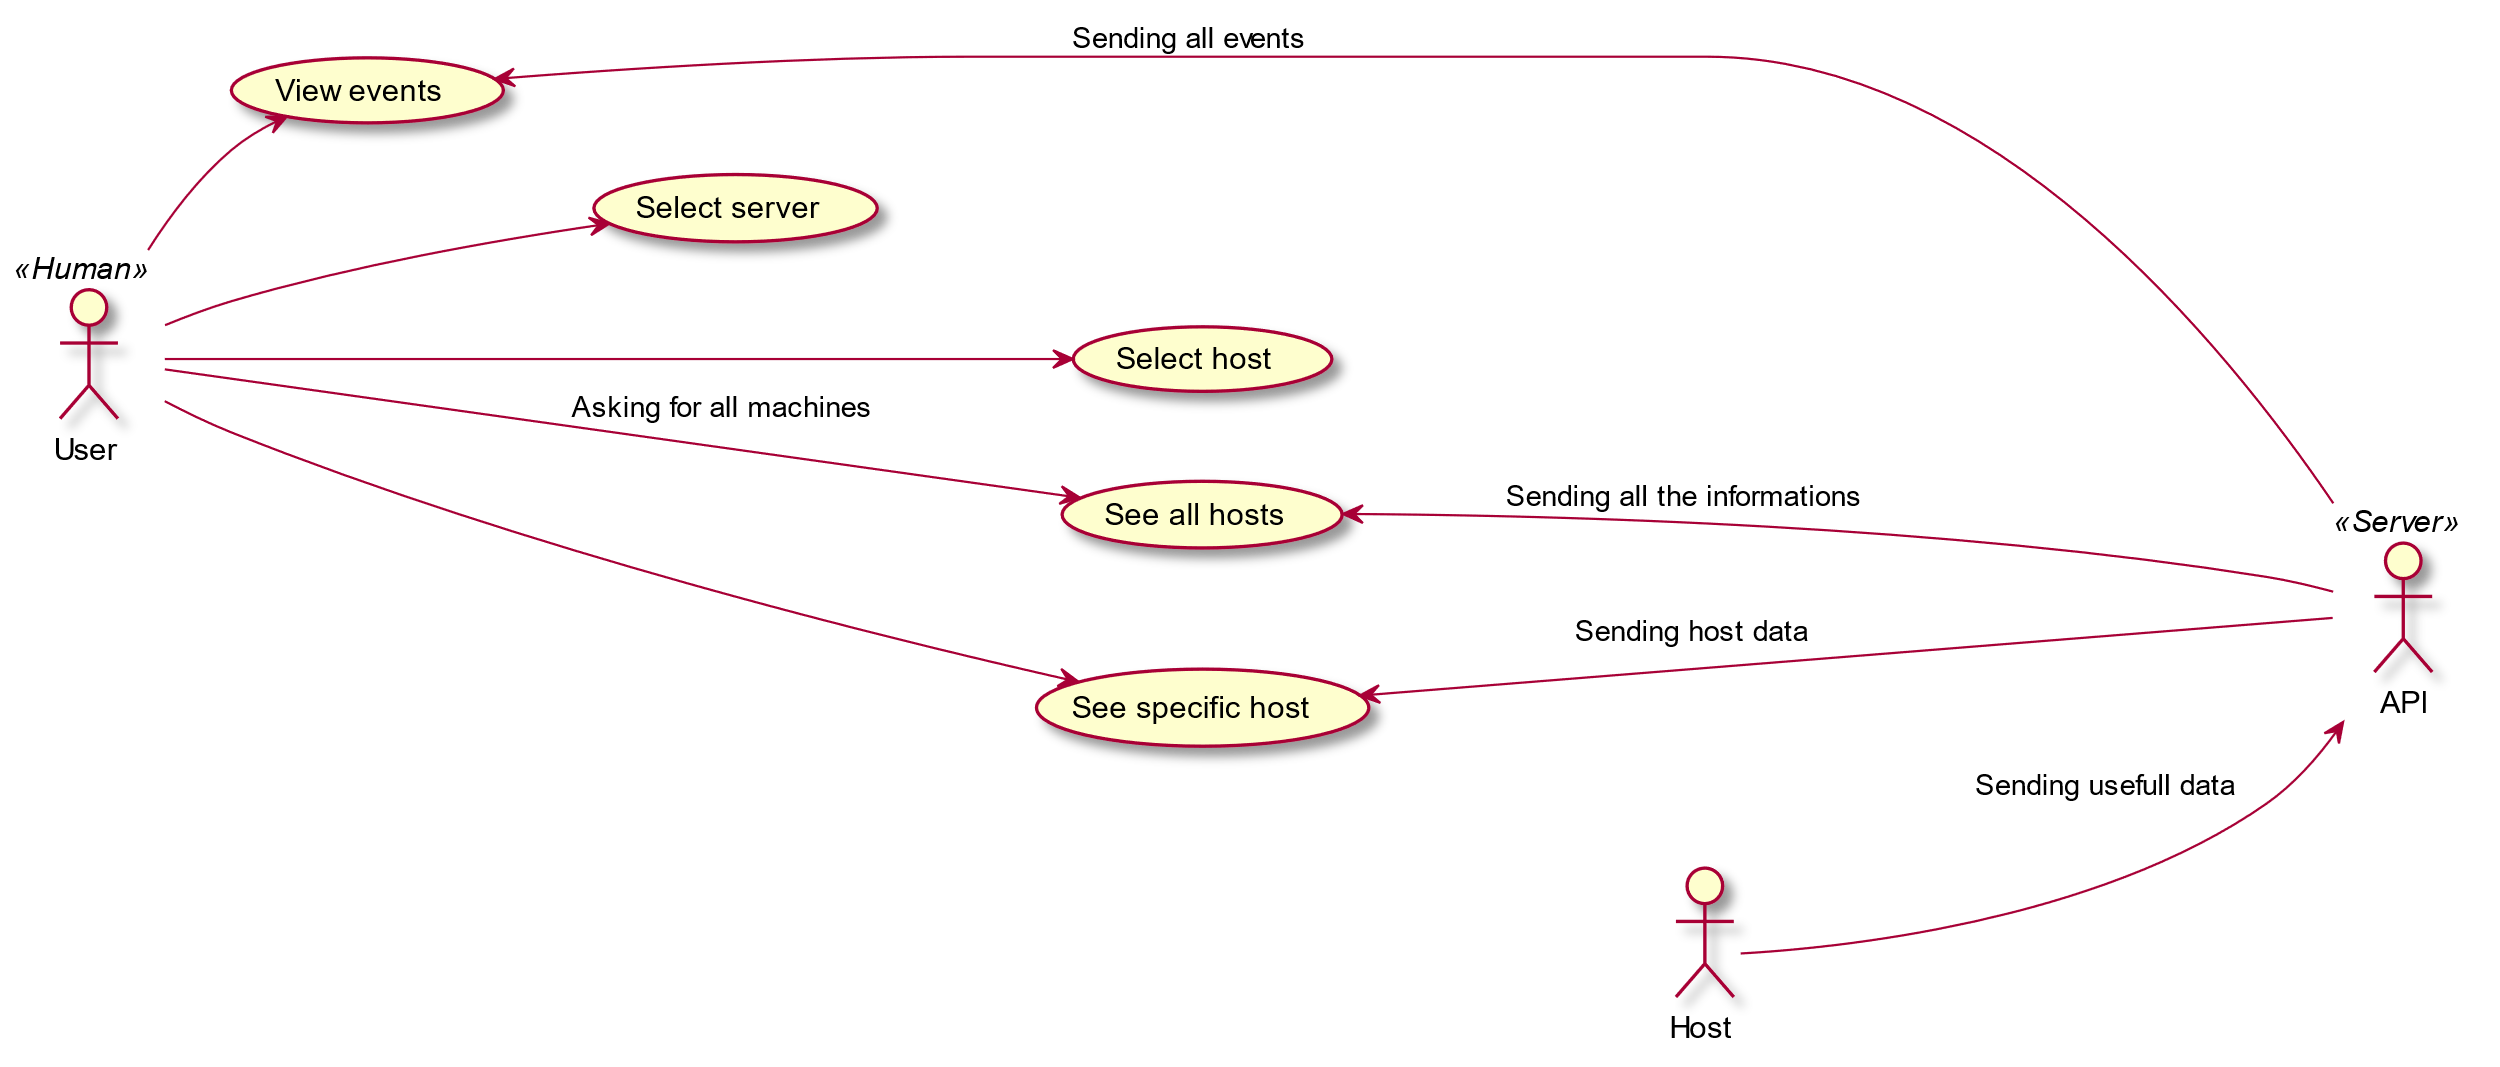 Sending all events
View events
Select server
«Human»
User
Select host
Asking for all machines
See all hosts
Sending all the informations
«Server»
API
Sending host data
See specific host
Sending usefull data
Host